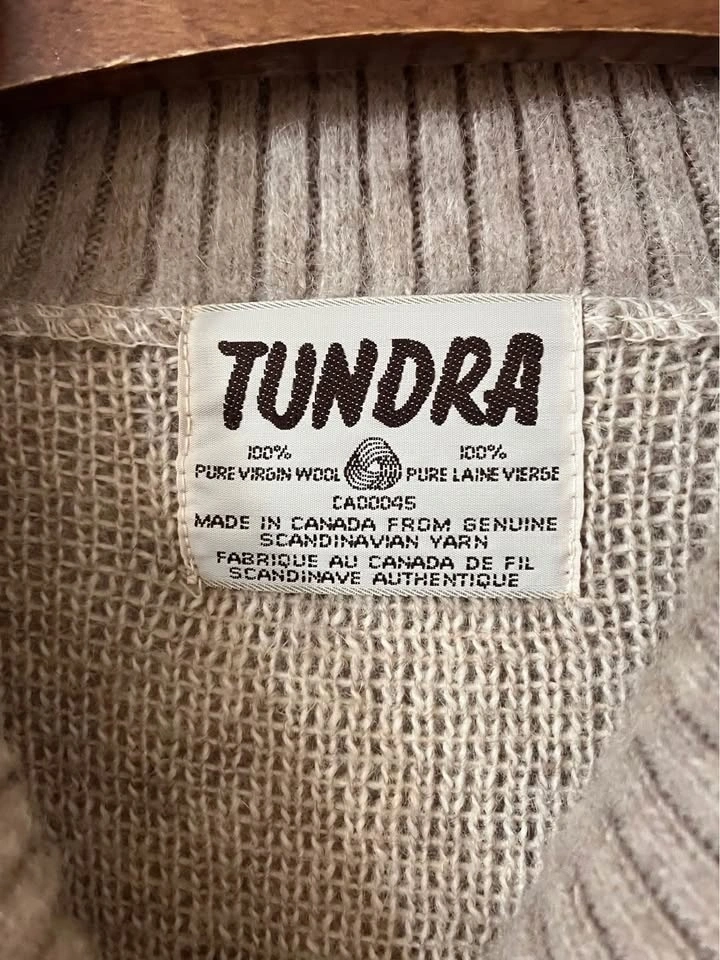 TUNDRA
100% 100%
PURE VIRGIN WOOL PURE LAINE VIERGE
CA00045
MADE IN CANADA FROM GENUINE
SCANDINAVIAN YARN
FABRIQUE AU CANADA DE FIL
SCANDINAVE AUTHENTIQUE